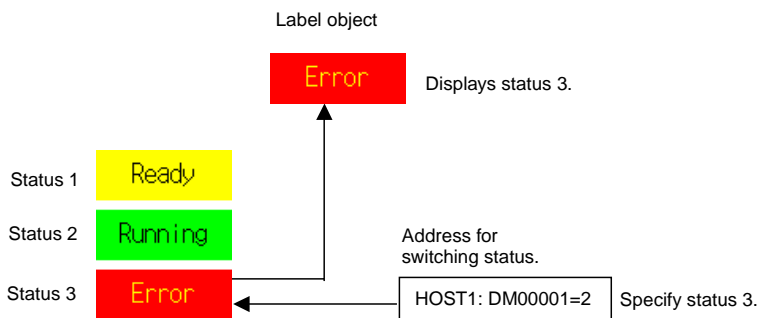 Label object
Error
Displays status 3.
Status 1
Ready
Status 2
Running
Address for
switching status.
Status 3
Error
HOST1: DM00001=2
Specify status 3.